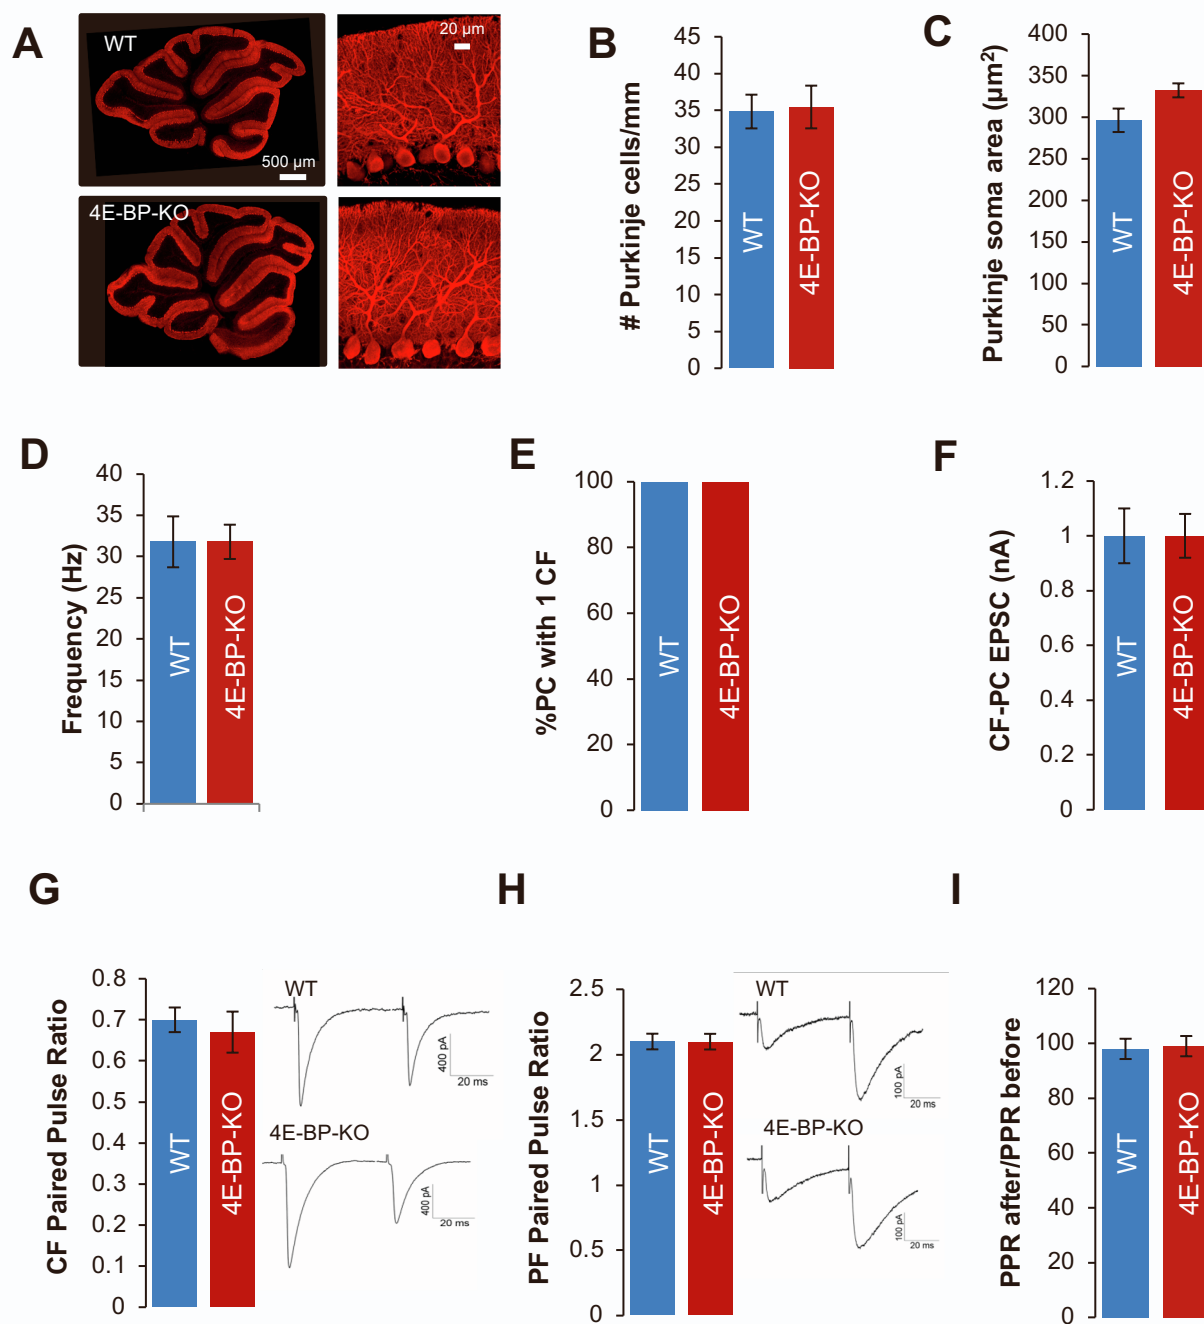 A
WT
500 µm
20 µm
4E-BP-KO
B
# Purkinje cells/mm
45
40
35
30
25
20
15
10
5
0
WT
4E-BP-KO
C
Purkinje soma area (µm²)
400
350
300
250
200
150
100
50
0
WT
4E-BP-KO
D
Frequency (Hz)
40
35
30
25
20
15
10
5
0
WT
4E-BP-KO
E
%PC with 1 CF
100
80
60
40
20
0
WT
4E-BP-KO
F
CF-PC EPSC (nA)
1.2
1
0.8
0.6
0.4
0.2
0
WT
4E-BP-KO
G
CF Paired Pulse Ratio
0.8
0.7
0.6
0.5
0.4
0.3
0.2
0.1
0
WT
4E-BP-KO
WT
400 pA
20 ms
4E-BP-KO
400 pA
20 ms
H
PF Paired Pulse Ratio
2.5
2
1.5
1
0.5
0
WT
4E-BP-KO
WT
100 pA
20 ms
4E-BP-KO
100 pA
20 ms
I
PPR after/PPR before
120
100
80
60
40
20
0
WT
4E-BP-KO